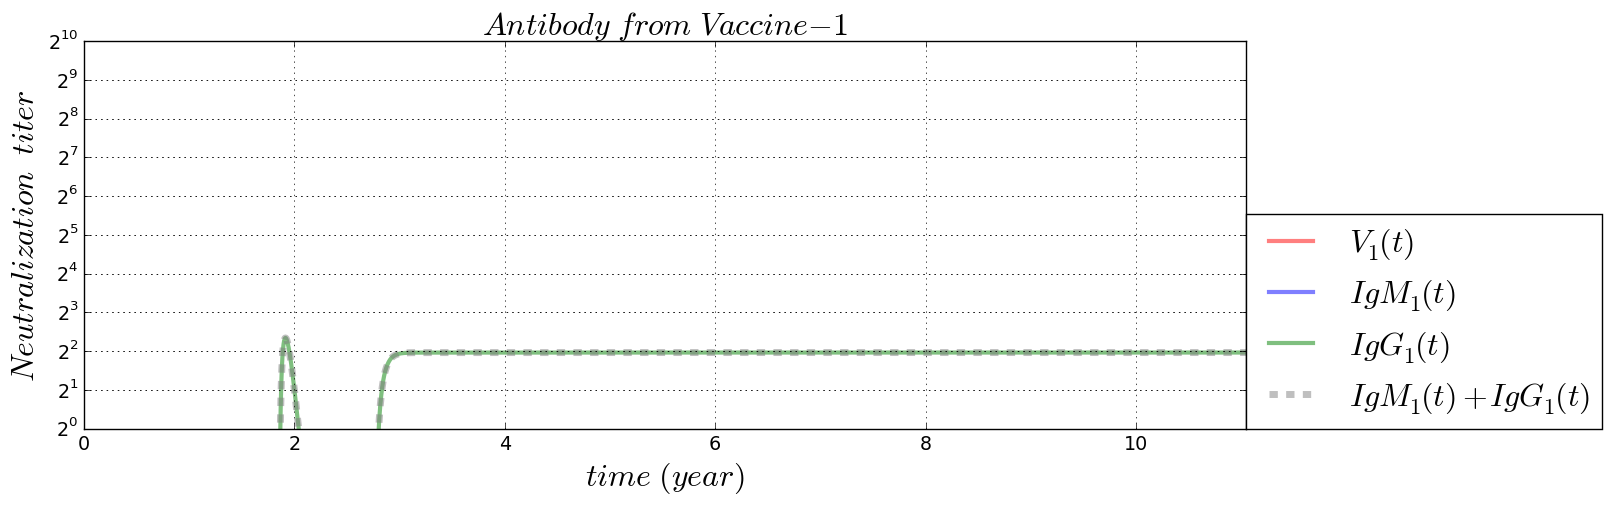 Antibody from Vaccine−1
Neutralization titer
2^10
2^9
2^8
2^7
2^6
2^5
2^4
2^3
2^2
2^1
2^0
0 2 4 6 8 10
time (year)
V_1(t)
IgM_1(t)
IgG_1(t)
IgM_1(t) + IgG_1(t)